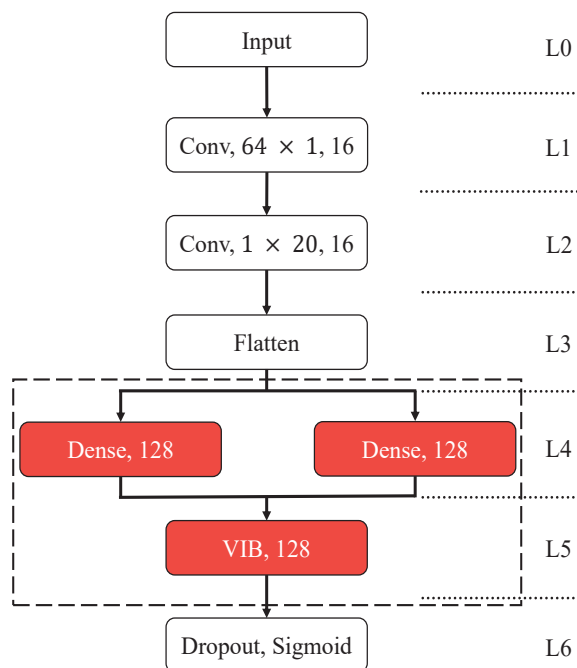 Input
L0
Conv, 64 × 1, 16
L1
Conv, 1 × 20, 16
L2
Flatten
L3
Dense, 128
Dense, 128
L4
VIB, 128
L5
Dropout, Sigmoid
L6